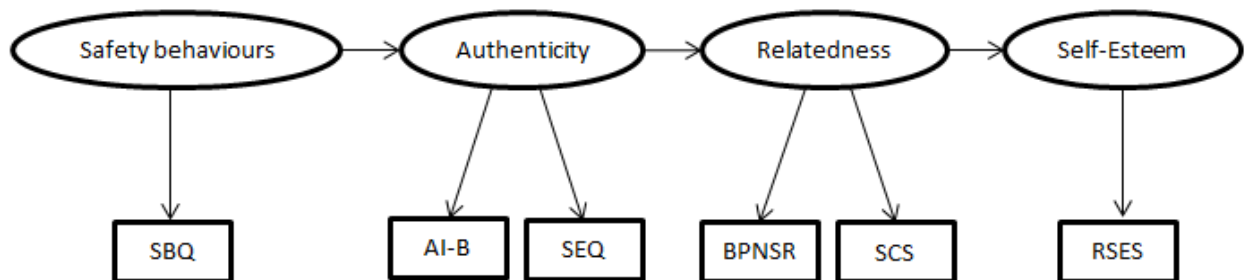 Safety behaviours
Authenticity
Relatedness
Self-Esteem
SBQ
AI-B
SEQ
BPNSR
SCS
RSES